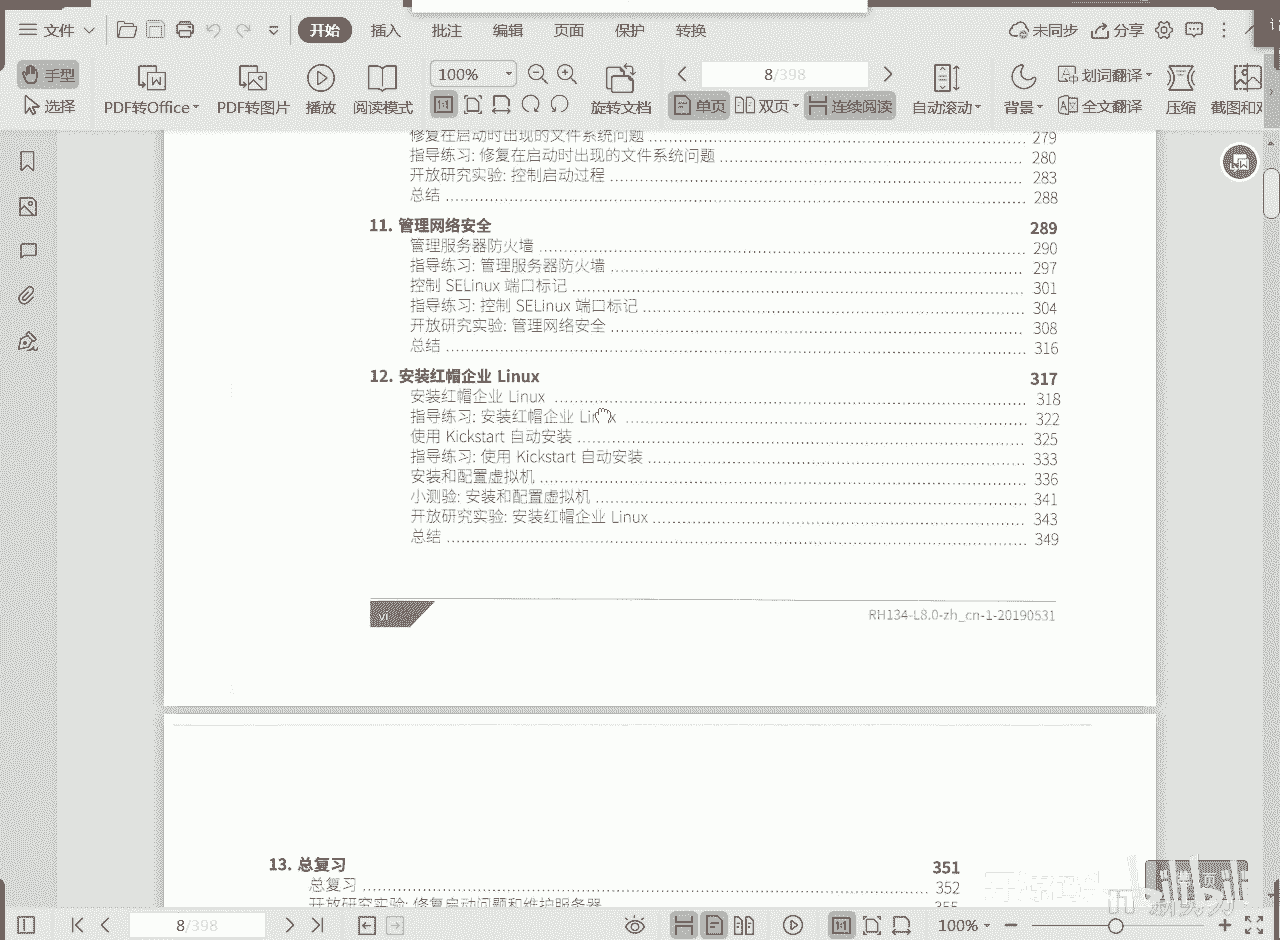 文件 开始 插入 批注 编辑 页面 保护 转换 未同步 分享
手型 100% 8/398 划词翻译
选择 PDF转Office PDF转图片 播放 阅读模式 旋转文档 单页 双页 连续阅读 自动滚动 背景 全文翻译 压缩 截图和对
修复在启动时出现的文件系统问题 279
指导练习: 修复在启动时出现的文件系统问题 280
开放研究实验: 控制启动过程 283
总结 288
11. 管理网络安全 289
管理服务器防火墙 290
指导练习: 管理服务器防火墙 297
控制 SELinux 端口标记 301
指导练习: 控制 SELinux 端口标记 304
开放研究实验: 管理网络安全 308
总结 316
12. 安装红帽企业 Linux 317
安装红帽企业 Linux 318
指导练习: 安装红帽企业 Linux 322
使用 Kickstart 自动安装 325
指导练习: 使用 Kickstart 自动安装 333
安装和配置虚拟机 336
小测验: 安装和配置虚拟机 341
开放研究实验: 安装红帽企业 Linux 343
总结 349
vi RH134-L8.0-zh_cn-1-20190531
13. 总复习 351
总复习 352
开放研究实验: 修复启动问题和维护服务器 355
8/398 100%